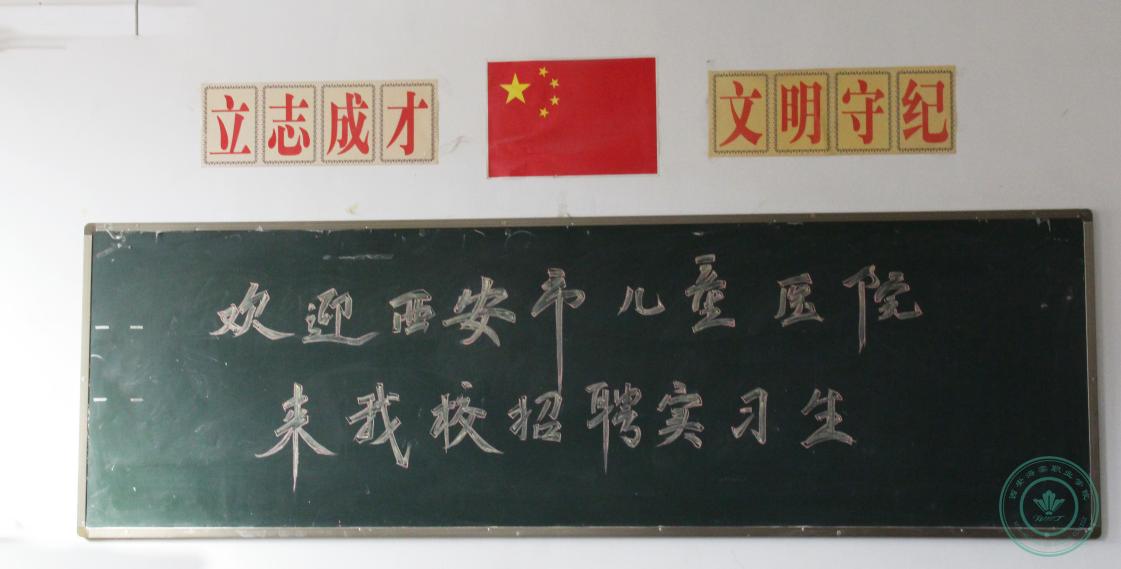 立志成才
文明守纪
欢迎西安市儿童医院
来我校招聘实习生